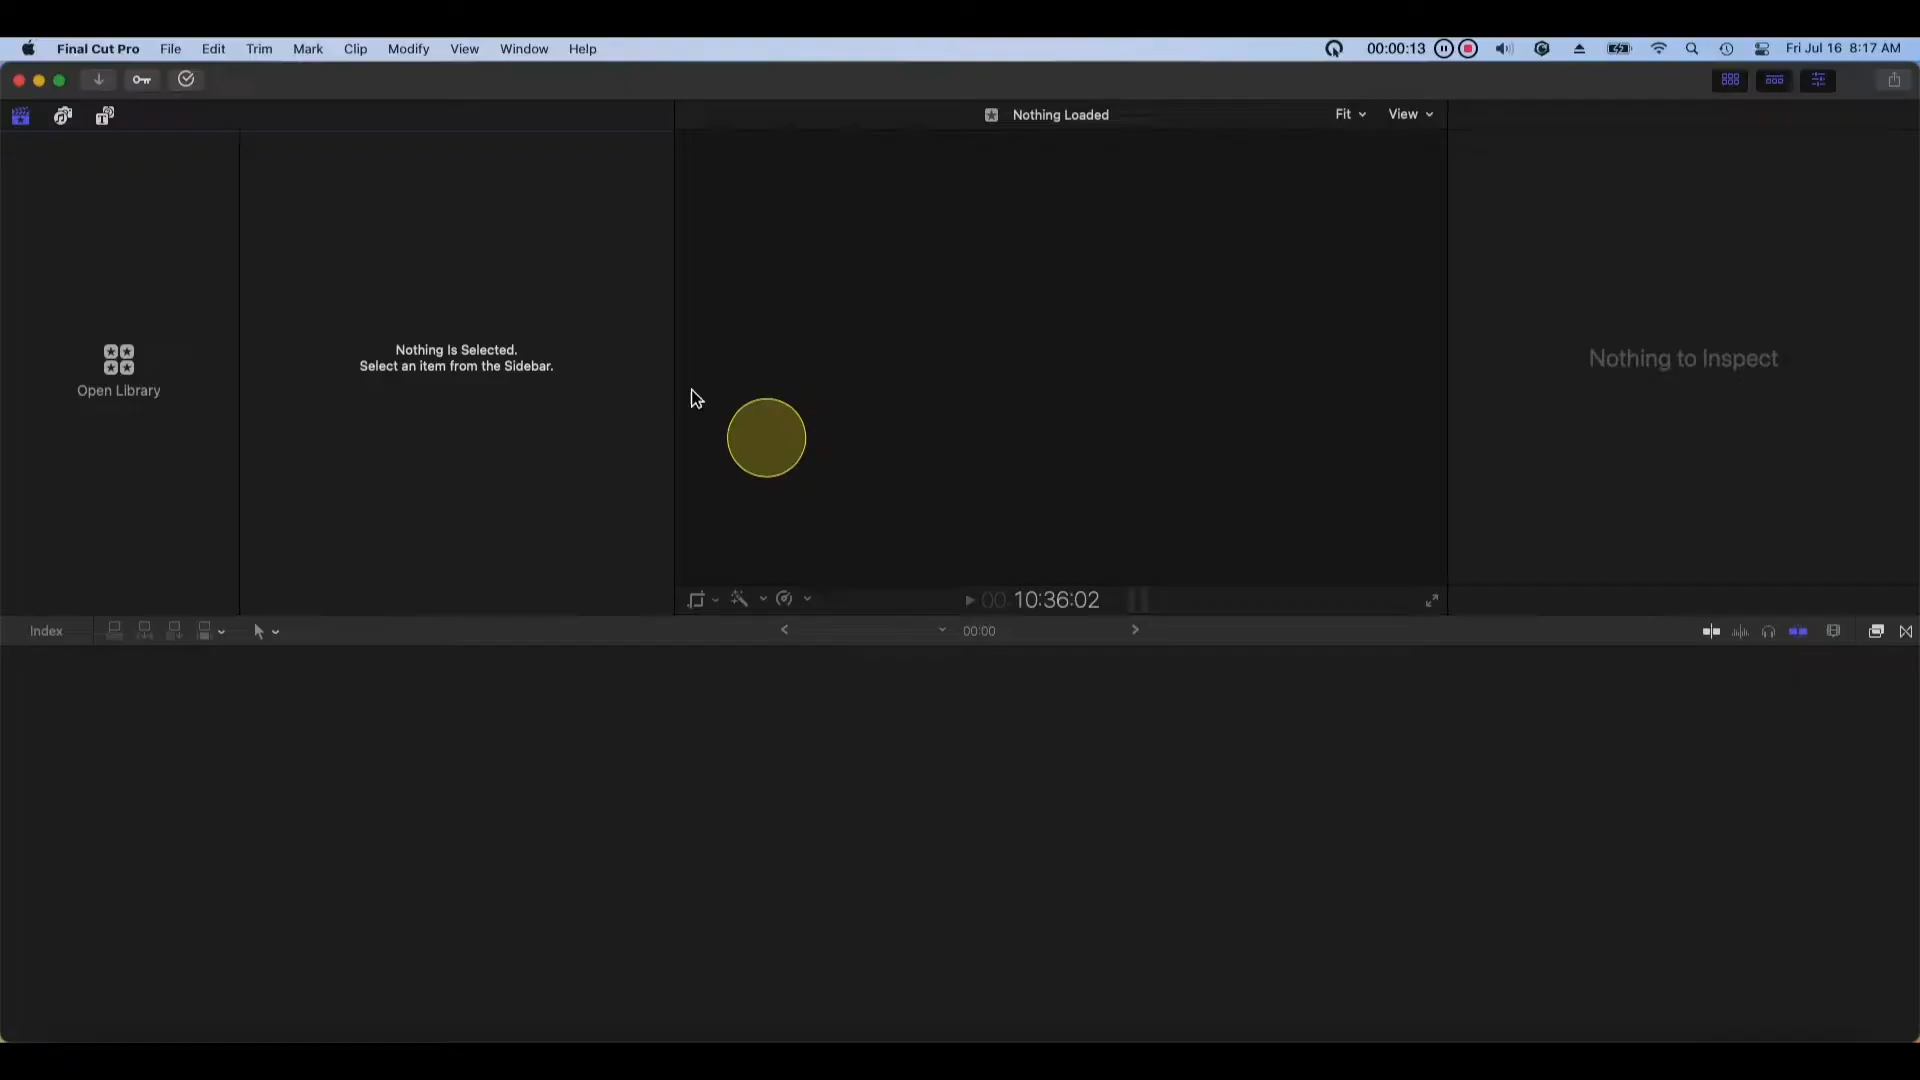 Final Cut Pro File Edit Trim Mark Clip Modify View Window Help 00:00:13 Fri Jul 16 8:17 AM
Nothing Loaded Fit View
Nothing Is Selected.
Select an item from the Sidebar.
Open Library
Nothing to Inspect
00:10:36:02
Index 00:00